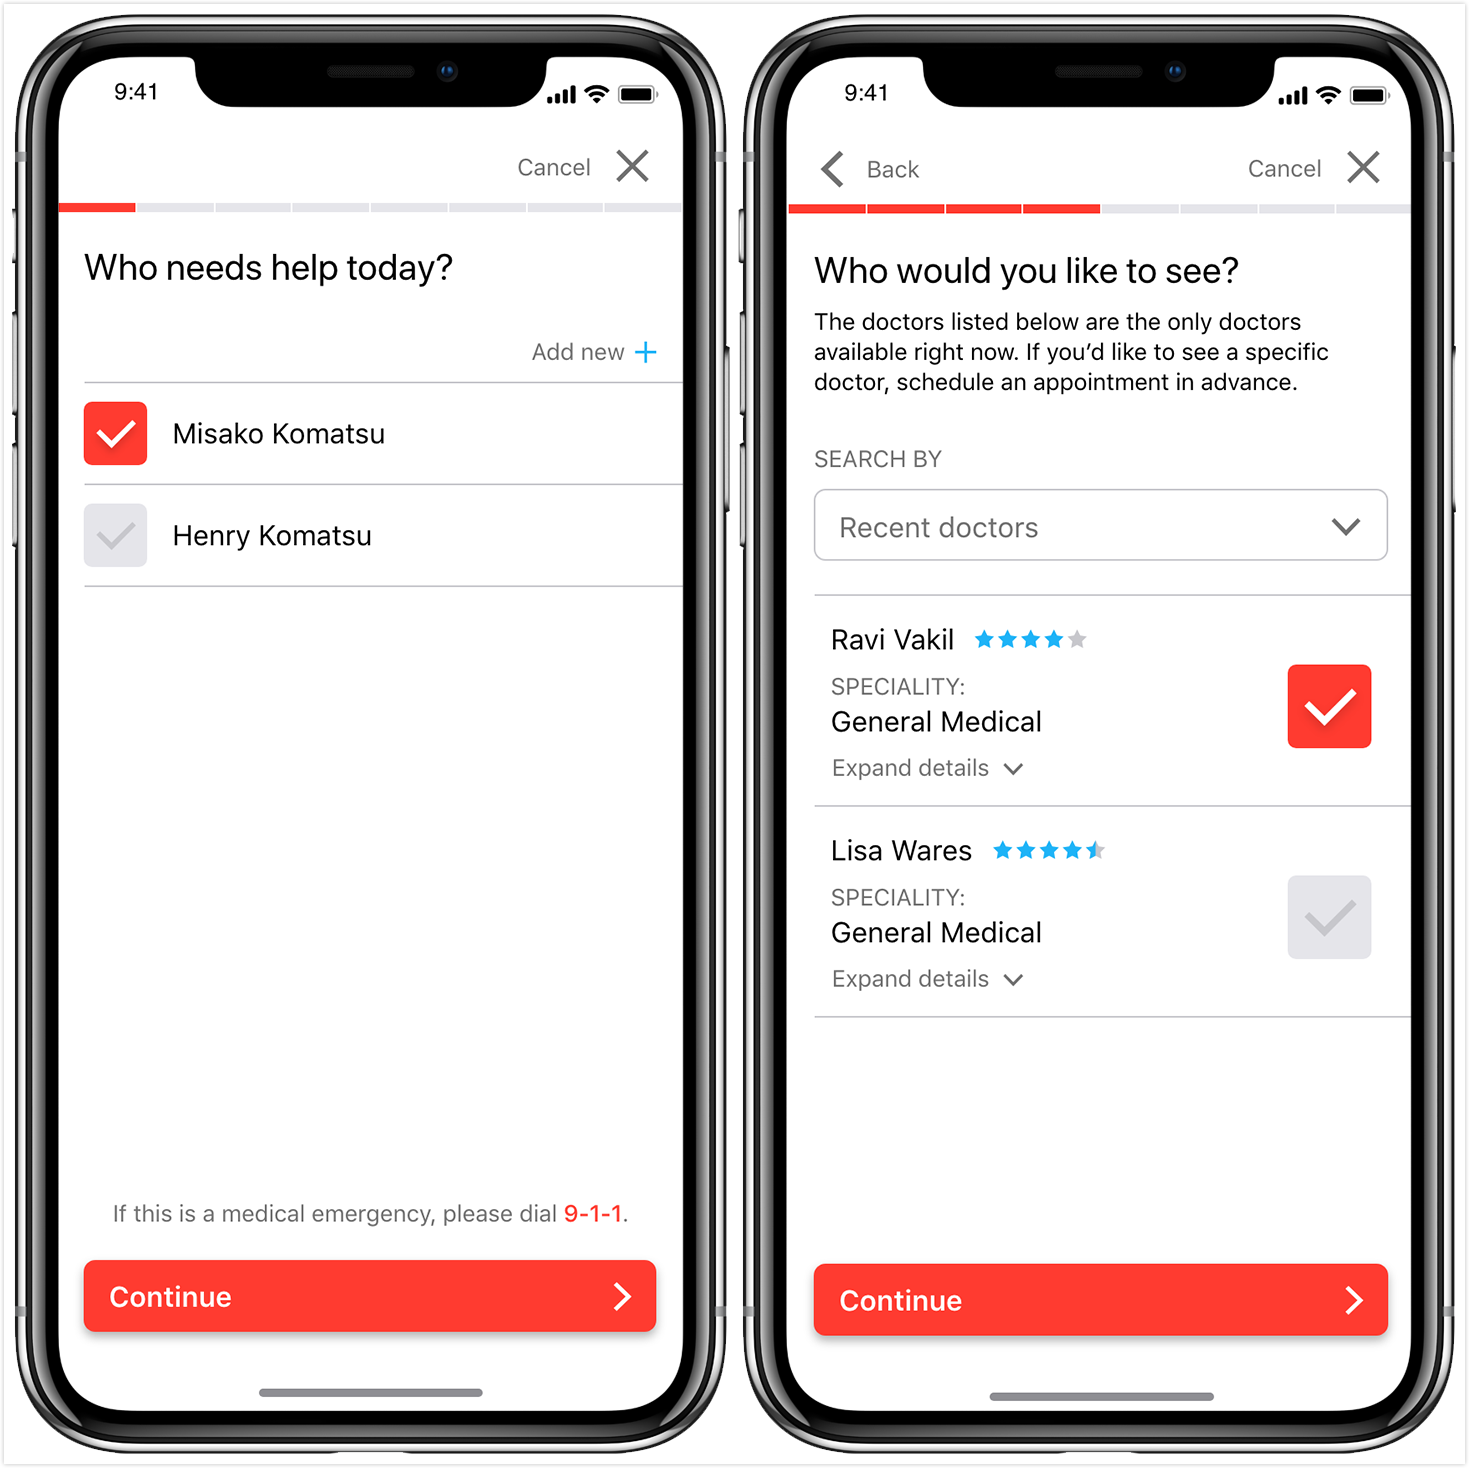 9:41
Cancel
Who needs help today?
Add new
Misako Komatsu
Henry Komatsu
If this is a medical emergency, please dial 9-1-1.
Continue
9:41
Back
Cancel
Who would you like to see?
The doctors listed below are the only doctors
available right now. If you’d like to see a specific
doctor, schedule an appointment in advance.
SEARCH BY
Recent doctors
Ravi Vakil
SPECIALITY:
General Medical
Expand details
Lisa Wares
SPECIALITY:
General Medical
Expand details
Continue